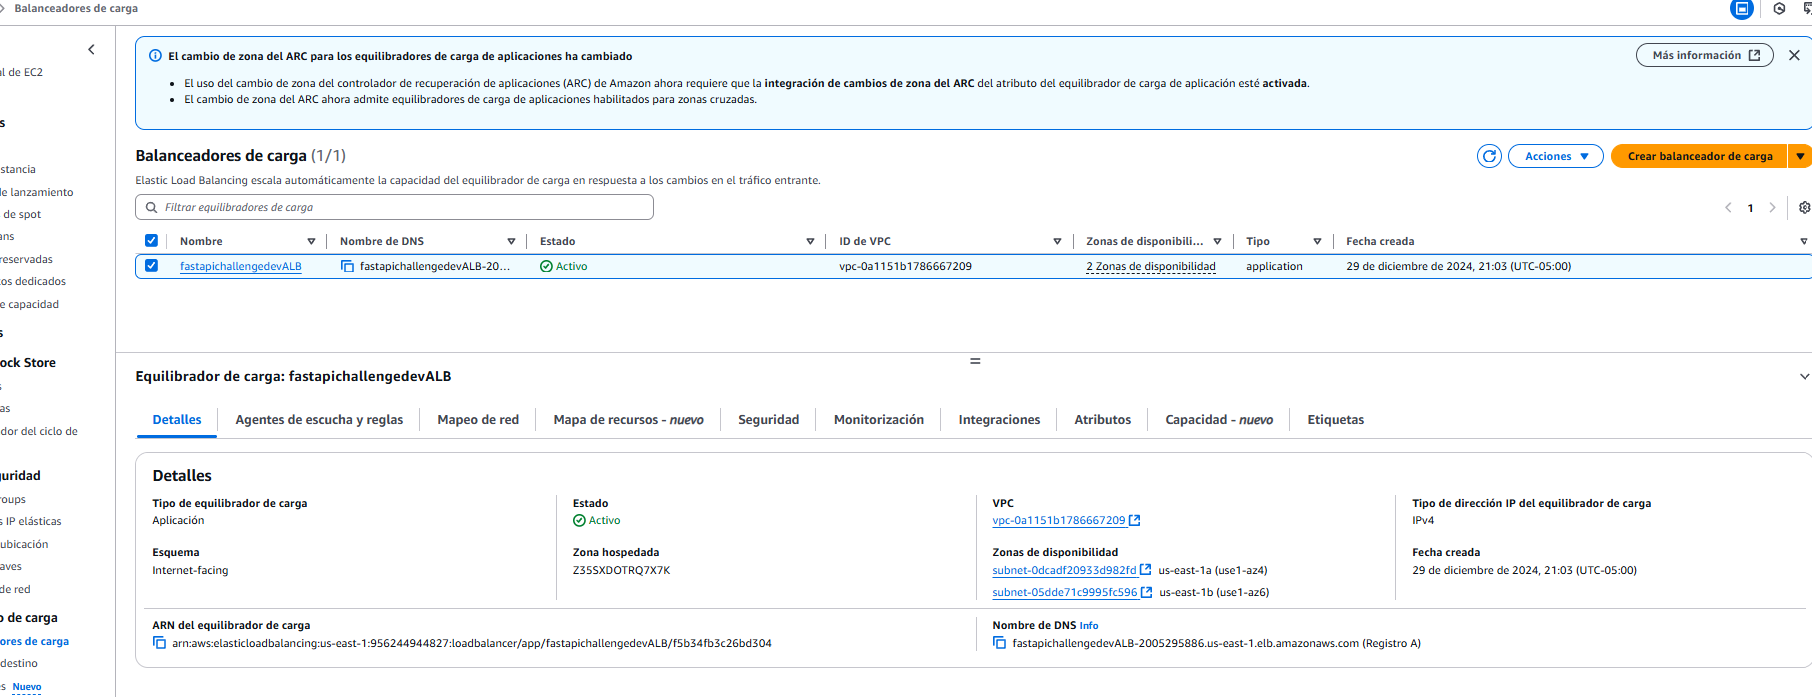 Balanceadores de carga
El cambio de zona del ARC para los equilibradores de carga de aplicaciones ha cambiado
Más información
El uso del cambio de zona del controlador de recuperación de aplicaciones (ARC) de Amazon ahora requiere que la integración de cambios de zona del ARC del atributo del equilibrador de carga de aplicación esté activada.
El cambio de zona del ARC ahora admite equilibradores de carga de aplicaciones habilitados para zonas cruzadas.
al de EC2
s
stancia
de lanzamiento
de spot
ans
reservadas
os dedicados
e capacidad
s
ock Store
s
as
ador del ciclo de
guridad
roups
s IP elásticas
ubicación
aves
de red
o de carga
ores de carga
destino
s Nuevo
Balanceadores de carga (1/1)
Acciones
Crear balanceador de carga
Elastic Load Balancing escala automáticamente la capacidad del equilibrador de carga en respuesta a los cambios en el tráfico entrante.
Filtrar equilibradores de carga
1
Nombre Nombre de DNS Estado ID de VPC Zonas de disponibili... Tipo Fecha creada
fastapichallengedevALB fastapichallengedevALB-20... Activo vpc-0a1151b1786667209 2 Zonas de disponibilidad application 29 de diciembre de 2024, 21:03 (UTC-05:00)
Equilibrador de carga: fastapichallengedevALB
Detalles Agentes de escucha y reglas Mapeo de red Mapa de recursos - nuevo Seguridad Monitorización Integraciones Atributos Capacidad - nuevo Etiquetas
Detalles
Tipo de equilibrador de carga
Aplicación
Esquema
Internet-facing
Estado
Activo
Zona hospedada
Z35SXDOTRQ7X7K
VPC
vpc-0a1151b1786667209
Zonas de disponibilidad
subnet-0dcadf20933d982fd us-east-1a (use1-az4)
subnet-05dde71c9995fc596 us-east-1b (use1-az6)
Tipo de dirección IP del equilibrador de carga
IPv4
Fecha creada
29 de diciembre de 2024, 21:03 (UTC-05:00)
ARN del equilibrador de carga
arn:aws:elasticloadbalancing:us-east-1:956244944827:loadbalancer/app/fastapichallengedevALB/f5b34fb3c26bd304
Nombre de DNS Info
fastapichallengedevALB-2005295886.us-east-1.elb.amazonaws.com (Registro A)